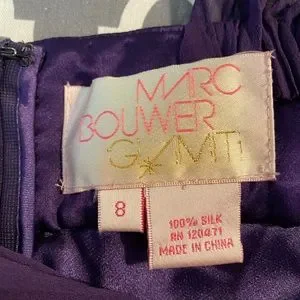 MARC
BOUWER
GLAMIT!
8
100% SILK
RN 120471
MADE IN CHINA